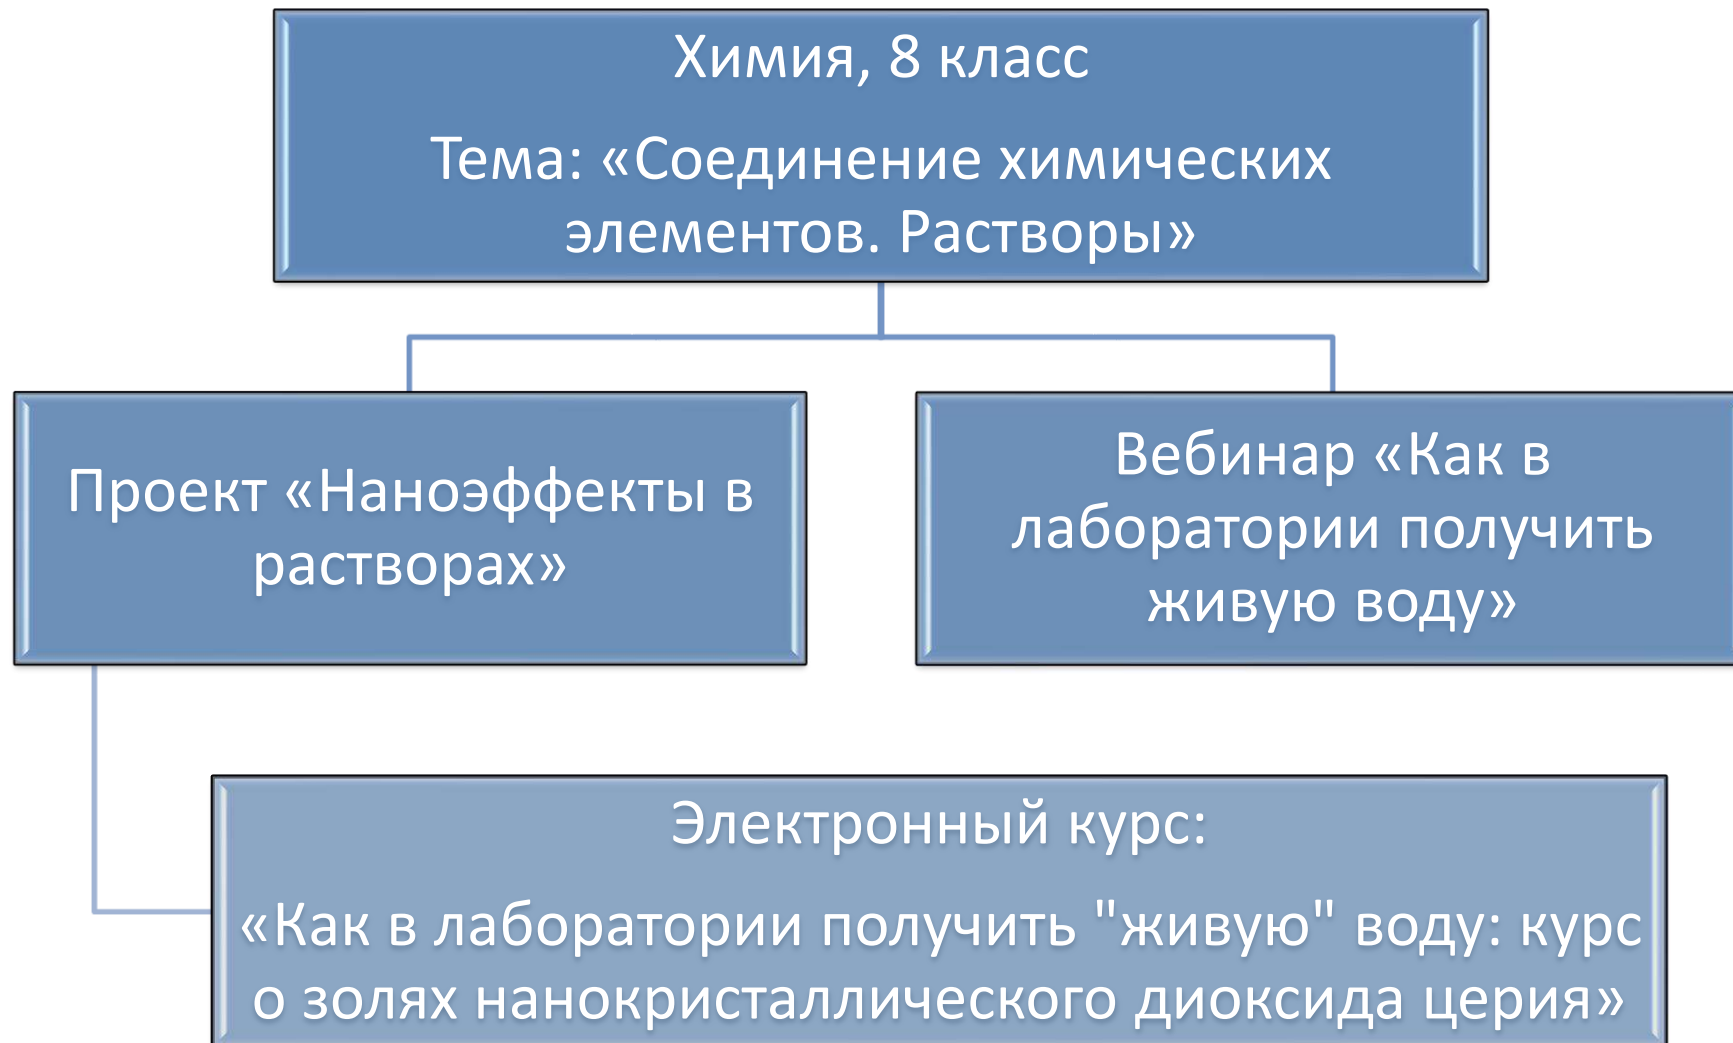 Химия, 8 класс
Тема: «Соединение химических
элементов. Растворы»
Проект «Наноэффекты в
растворах»
Вебинар «Как в
лаборатории получить
живую воду»
Электронный курс:
«Как в лаборатории получить "живую" воду: курс
о золях нанокристаллического диоксида церия»